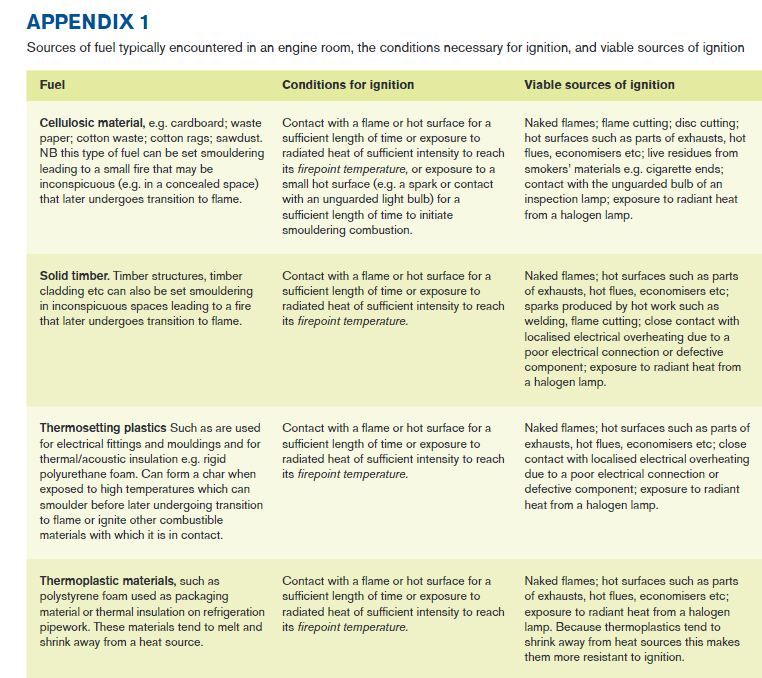 APPENDIX 1
Sources of fuel typically encountered in an engine room, the conditions necessary for ignition, and viable sources of ignition
Fuel
Conditions for ignition
Viable sources of ignition
Cellulosic material, e.g. cardboard; waste
paper; cotton waste; cotton rags; sawdust.
NB this type of fuel can be set smouldering
leading to a small fire that may be
inconspicuous (e.g. in a concealed space)
that later undergoes transition to flame.
Contact with a flame or hot surface for a
sufficient length of time or exposure to
radiated heat of sufficient intensity to reach
its firepoint temperature, or exposure to a
small hot surface (e.g. a spark or contact
with an unguarded light bulb) for a
sufficient length of time to initiate
smouldering combustion.
Naked flames; flame cutting; disc cutting;
hot surfaces such as parts of exhausts, hot
flues, economisers etc; live residues from
smokers' materials e.g. cigarette ends;
contact with the unguarded bulb of an
inspection lamp; exposure to radiant heat
from a halogen lamp.
Solid timber. Timber structures, timber
cladding etc can also be set smouldering
in inconspicuous spaces leading to a fire
that later undergoes transition to flame.
Contact with a flame or hot surface for a
sufficient length of time or exposure to
radiated heat of sufficient intensity to reach
its firepoint temperature.
Naked flames; hot surfaces such as parts
of exhausts, hot flues, economisers etc;
sparks produced by hot work such as
welding, flame cutting; close contact with
localised electrical overheating due to a
poor electrical connection or defective
component; exposure to radiant heat from
a halogen lamp.
Thermosetting plastics Such as are used
for electrical fittings and mouldings and for
thermal/acoustic insulation e.g. rigid
polyurethane foam. Can form a char when
exposed to high temperatures which can
smoulder before later undergoing transition
to flame or ignite other combustible
materials with which it is in contact.
Contact with a flame or hot surface for a
sufficient length of time or exposure to
radiated heat of sufficient intensity to reach
its firepoint temperature.
Naked flames; hot surfaces such as parts of
exhausts, hot flues, economisers etc; close
contact with localised electrical overheating
due to a poor electrical connection or
defective component; exposure to radiant
heat from a halogen lamp.
Thermoplastic materials, such as
polystyrene foam used as packaging
material or thermal insulation on refrigeration
pipework. These materials tend to melt and
shrink away from a heat source.
Contact with a flame or hot surface for a
sufficient length of time or exposure to
radiated heat of sufficient intensity to reach
its firepoint temperature.
Naked flames; hot surfaces such as parts
of exhausts, hot flues, economisers etc;
exposure to radiant heat from a halogen
lamp. Because thermoplastics tend to
shrink away from heat sources this makes
them more resistant to ignition.